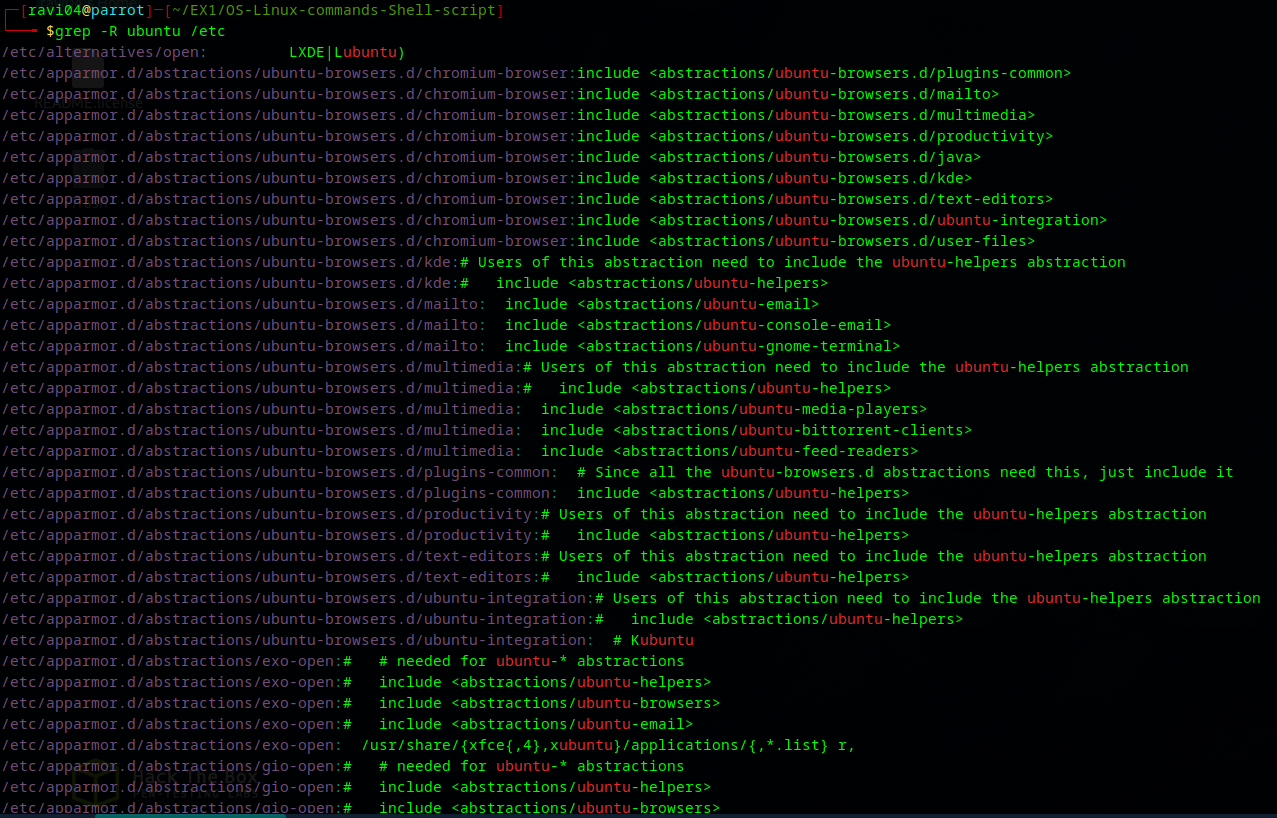 [ravi04@parrot]─[~/EX1/OS-Linux-commands-Shell-script]
$grep -R ubuntu /etc
/etc/alternatives/open:         LXDE|Lubuntu)
/etc/apparmor.d/abstractions/ubuntu-browsers.d/chromium-browser:include <abstractions/ubuntu-browsers.d/plugins-common>
/etc/apparmor.d/abstractions/ubuntu-browsers.d/chromium-browser:include <abstractions/ubuntu-browsers.d/mailto>
README.license
/etc/apparmor.d/abstractions/ubuntu-browsers.d/chromium-browser:include <abstractions/ubuntu-browsers.d/multimedia>
/etc/apparmor.d/abstractions/ubuntu-browsers.d/chromium-browser:include <abstractions/ubuntu-browsers.d/productivity>
/etc/apparmor.d/abstractions/ubuntu-browsers.d/chromium-browser:include <abstractions/ubuntu-browsers.d/java>
/etc/apparmor.d/abstractions/ubuntu-browsers.d/chromium-browser:include <abstractions/ubuntu-browsers.d/kde>
/etc/apparmor.d/abstractions/ubuntu-browsers.d/chromium-browser:include <abstractions/ubuntu-browsers.d/text-editors>
/etc/apparmor.d/abstractions/ubuntu-browsers.d/chromium-browser:include <abstractions/ubuntu-browsers.d/ubuntu-integration>
/etc/apparmor.d/abstractions/ubuntu-browsers.d/chromium-browser:include <abstractions/ubuntu-browsers.d/user-files>
/etc/apparmor.d/abstractions/ubuntu-browsers.d/kde:# Users of this abstraction need to include the ubuntu-helpers abstraction
/etc/apparmor.d/abstractions/ubuntu-browsers.d/kde:#   include <abstractions/ubuntu-helpers>
/etc/apparmor.d/abstractions/ubuntu-browsers.d/mailto:  include <abstractions/ubuntu-email>
/etc/apparmor.d/abstractions/ubuntu-browsers.d/mailto:  include <abstractions/ubuntu-console-email>
/etc/apparmor.d/abstractions/ubuntu-browsers.d/mailto:  include <abstractions/ubuntu-gnome-terminal>
/etc/apparmor.d/abstractions/ubuntu-browsers.d/multimedia:# Users of this abstraction need to include the ubuntu-helpers abstraction
/etc/apparmor.d/abstractions/ubuntu-browsers.d/multimedia:#   include <abstractions/ubuntu-helpers>
/etc/apparmor.d/abstractions/ubuntu-browsers.d/multimedia:  include <abstractions/ubuntu-media-players>
/etc/apparmor.d/abstractions/ubuntu-browsers.d/multimedia:  include <abstractions/ubuntu-bittorrent-clients>
/etc/apparmor.d/abstractions/ubuntu-browsers.d/multimedia:  include <abstractions/ubuntu-feed-readers>
/etc/apparmor.d/abstractions/ubuntu-browsers.d/plugins-common:  # Since all the ubuntu-browsers.d abstractions need this, just include it
/etc/apparmor.d/abstractions/ubuntu-browsers.d/plugins-common:  include <abstractions/ubuntu-helpers>
/etc/apparmor.d/abstractions/ubuntu-browsers.d/productivity:# Users of this abstraction need to include the ubuntu-helpers abstraction
/etc/apparmor.d/abstractions/ubuntu-browsers.d/productivity:#   include <abstractions/ubuntu-helpers>
/etc/apparmor.d/abstractions/ubuntu-browsers.d/text-editors:# Users of this abstraction need to include the ubuntu-helpers abstraction
/etc/apparmor.d/abstractions/ubuntu-browsers.d/text-editors:#   include <abstractions/ubuntu-helpers>
/etc/apparmor.d/abstractions/ubuntu-browsers.d/ubuntu-integration:# Users of this abstraction need to include the ubuntu-helpers abstraction
/etc/apparmor.d/abstractions/ubuntu-browsers.d/ubuntu-integration:#   include <abstractions/ubuntu-helpers>
/etc/apparmor.d/abstractions/ubuntu-browsers.d/ubuntu-integration:  # Kubuntu
/etc/apparmor.d/abstractions/exo-open:#   # needed for ubuntu-* abstractions
/etc/apparmor.d/abstractions/exo-open:#   include <abstractions/ubuntu-helpers>
/etc/apparmor.d/abstractions/exo-open:#   include <abstractions/ubuntu-browsers>
/etc/apparmor.d/abstractions/exo-open:#   include <abstractions/ubuntu-email>
/etc/apparmor.d/abstractions/exo-open:  /usr/share/{xfce{,4},xubuntu}/applications/{,*.list} r,
/etc/apparmor.d/abstractions/gio-open:#   # needed for ubuntu-* abstractions
Hack The Box
/etc/apparmor.d/abstractions/gio-open:#   include <abstractions/ubuntu-helpers>
PEN-TESTING LABS
/etc/apparmor.d/abstractions/gio-open:#   include <abstractions/ubuntu-browsers>